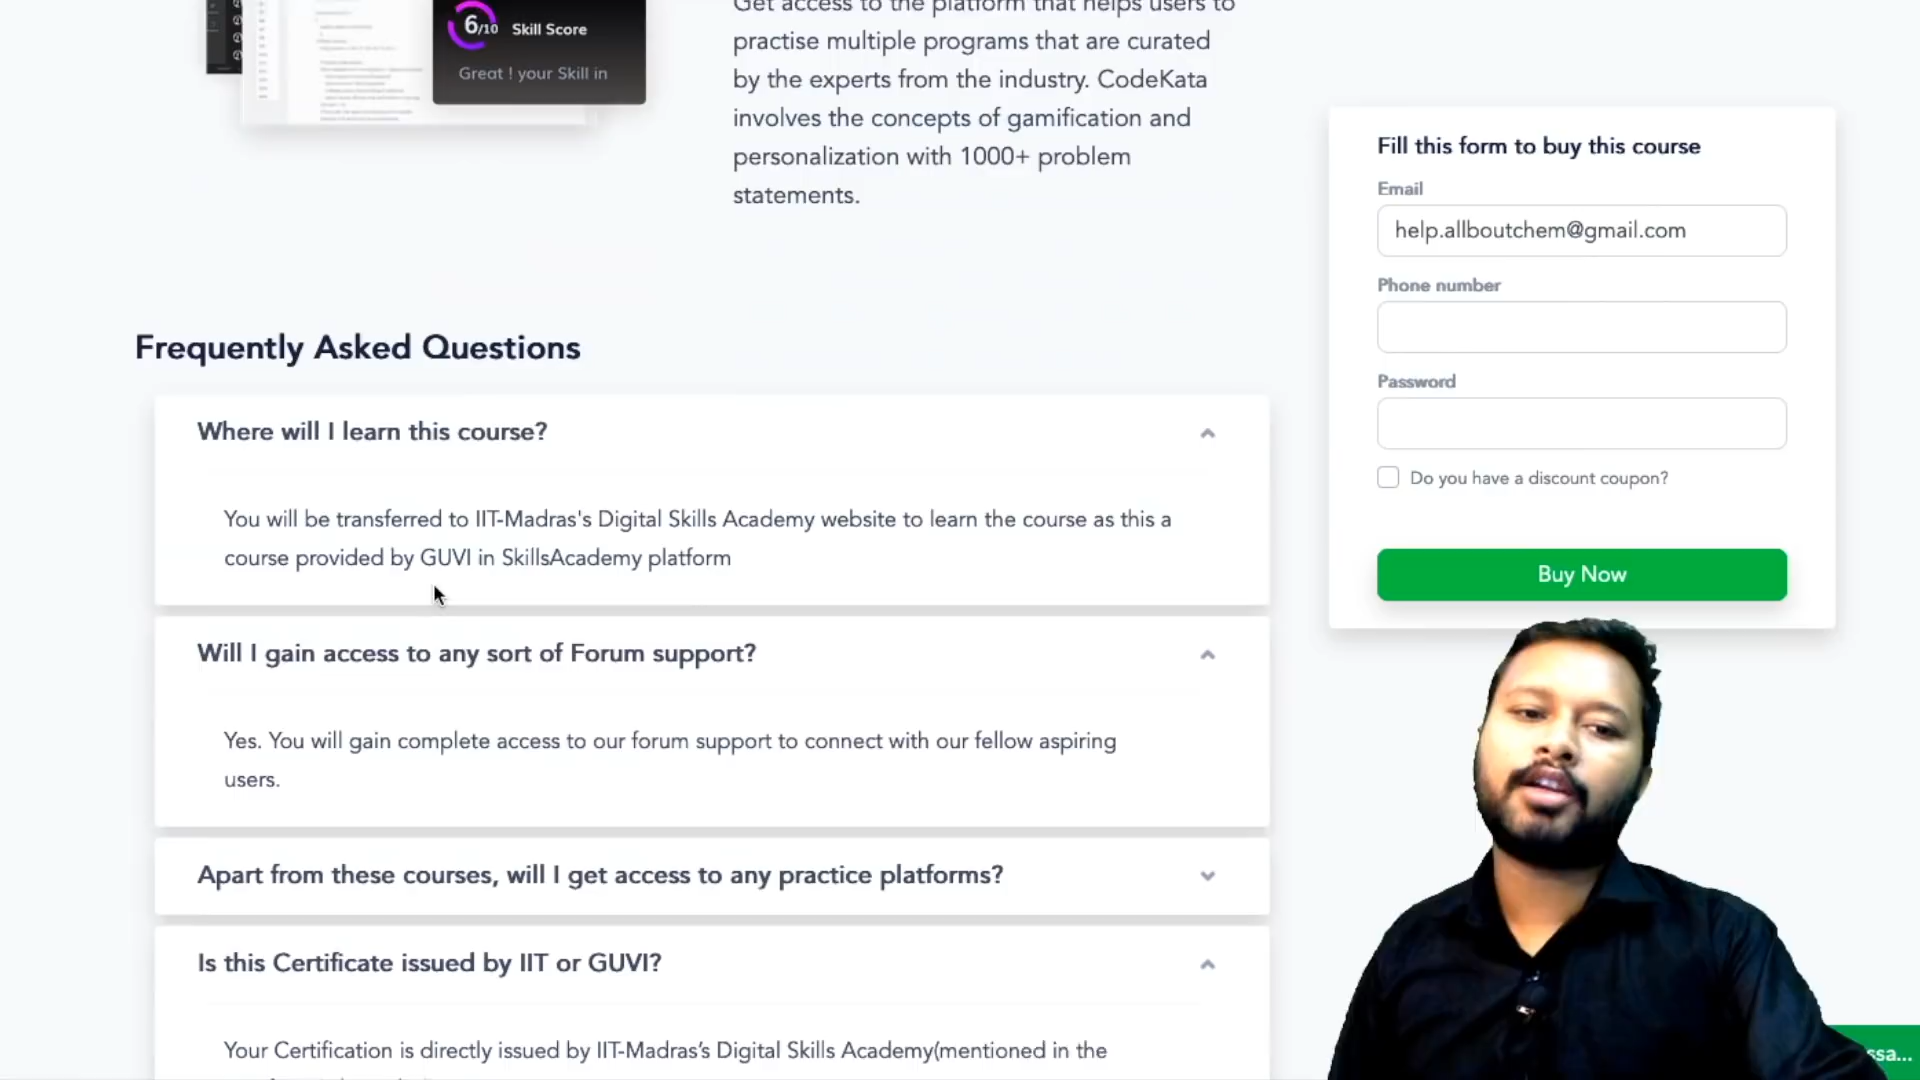 6/10 Skill Score
Great ! your Skill in
Get access to the platform that helps users to
practise multiple programs that are curated
by the experts from the industry. CodeKata
involves the concepts of gamification and
personalization with 1000+ problem
statements.
Fill this form to buy this course
Email
help.allboutchem@gmail.com
Phone number
Password
Do you have a discount coupon?
Buy Now
Frequently Asked Questions
Where will I learn this course?
You will be transferred to IIT-Madras's Digital Skills Academy website to learn the course as this a
course provided by GUVI in SkillsAcademy platform
Will I gain access to any sort of Forum support?
Yes. You will gain complete access to our forum support to connect with our fellow aspiring
users.
Apart from these courses, will I get access to any practice platforms?
Is this Certificate issued by IIT or GUVI?
Your Certification is directly issued by IIT-Madras’s Digital Skills Academy(mentioned in the